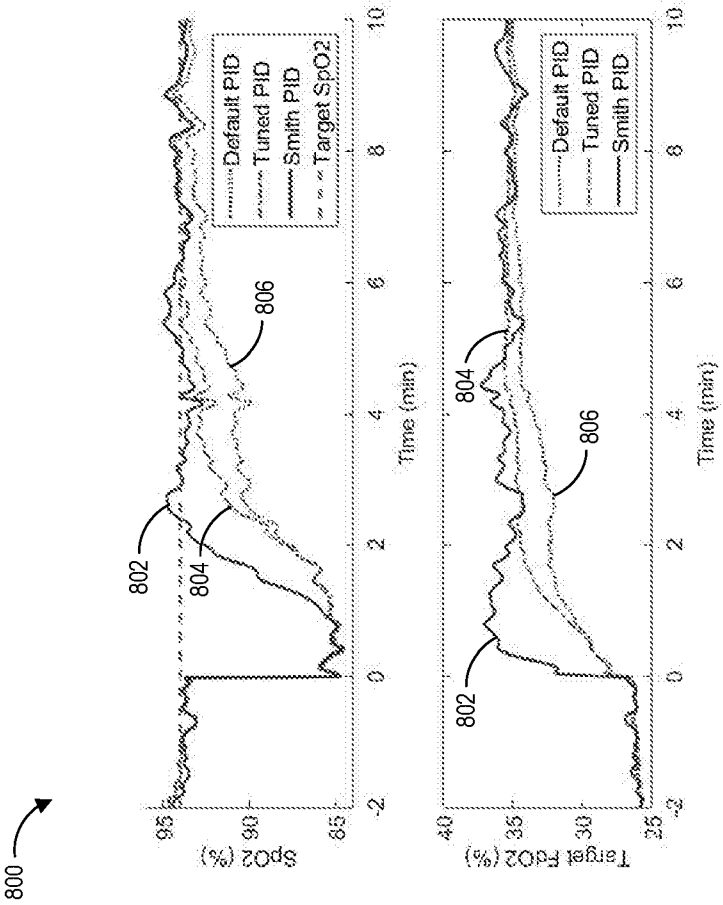 800
SpO2 (%)
95
90
85
-2
0
2
4
6
8
10
Time (min)
802
804
806
Default PID
Tuned PID
Smith PID
Target SpO2
Target FdO2 (%)
40
35
30
25
-2
0
2
4
6
8
10
Time (min)
802
804
806
Default PID
Tuned PID
Smith PID